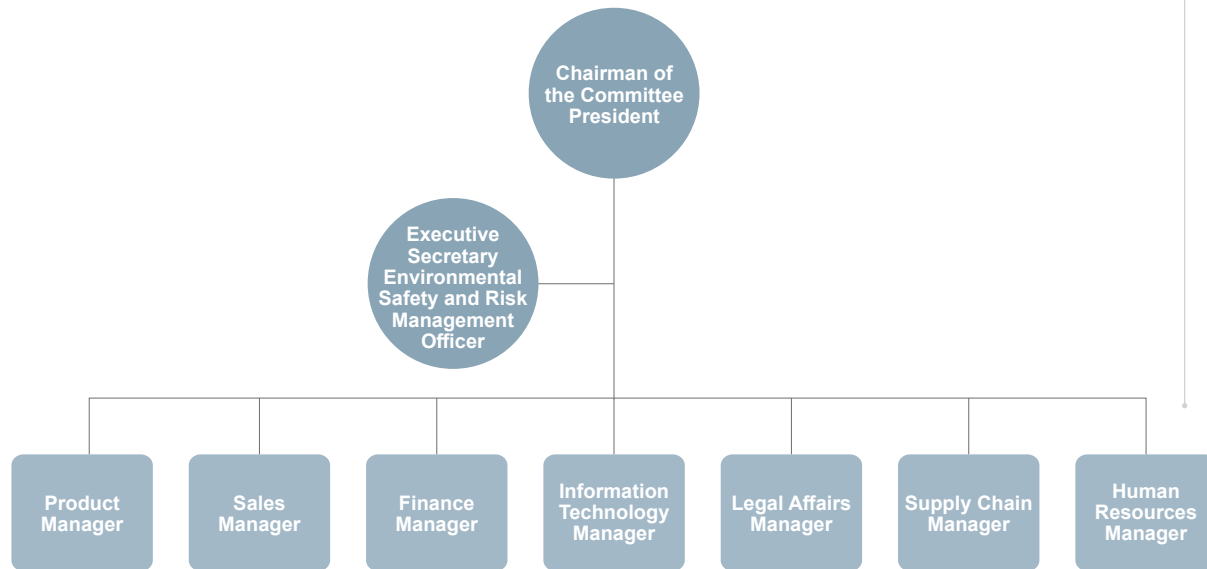 Chairman of
the Committee
President
Executive
Secretary
Environmental
Safety and Risk
Management
Officer
Product
Manager
Sales
Manager
Finance
Manager
Information
Technology
Manager
Legal Affairs
Manager
Supply Chain
Manager
Human
Resources
Manager